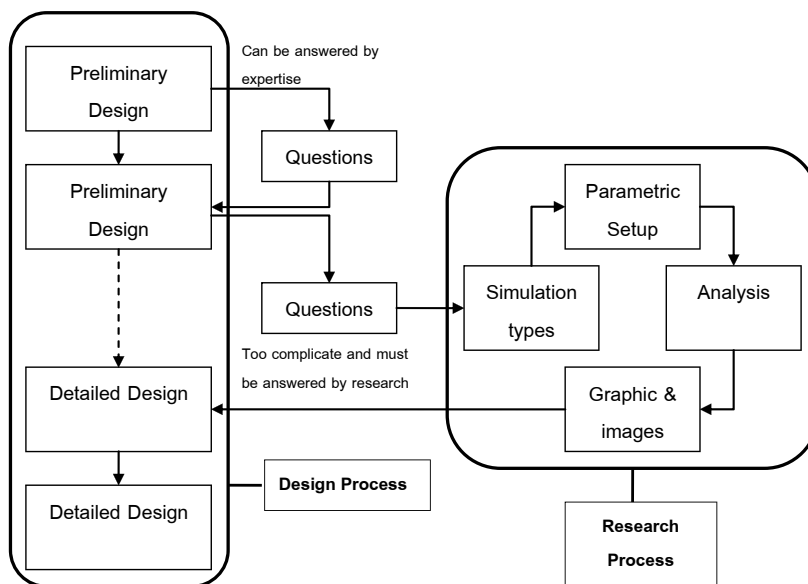 Preliminary
Design
Can be answered by
expertise
Questions
Preliminary
Design
Questions
Too complicate and must
be answered by research
Simulation
types
Parametric
Setup
Analysis
Graphic &
images
Detailed Design
Detailed Design
Design Process
Research
Process